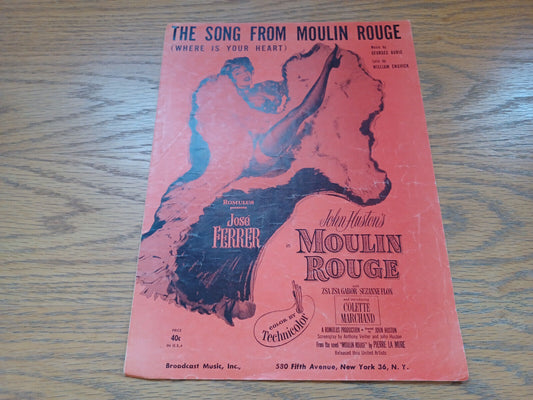 THE SONG FROM MOULIN ROUGE
(WHERE IS YOUR HEART)
Music by
GEORGES AURIC
Lyric by
WILLIAM ENGVICK
ROMULUS
presents
JOSE
FERRER
in
John Huston's
MOULIN
ROUGE
with
ZSA ZSA GABOR SUZANNE FLON
and introducing
COLETTE
MARCHAND
COLOR BY
Technicolor
A ROMULUS PRODUCTION JOHN HUSTON
Screenplay by Anthony Veiller and John Huston
From the novel "MOULIN ROUGE" by PIERRE LA MURE
Released thru United Artists
PRICE
40c
IN U.S.A
Broadcast Music, Inc., 580 Fifth Avenue, New York 36, N. Y.